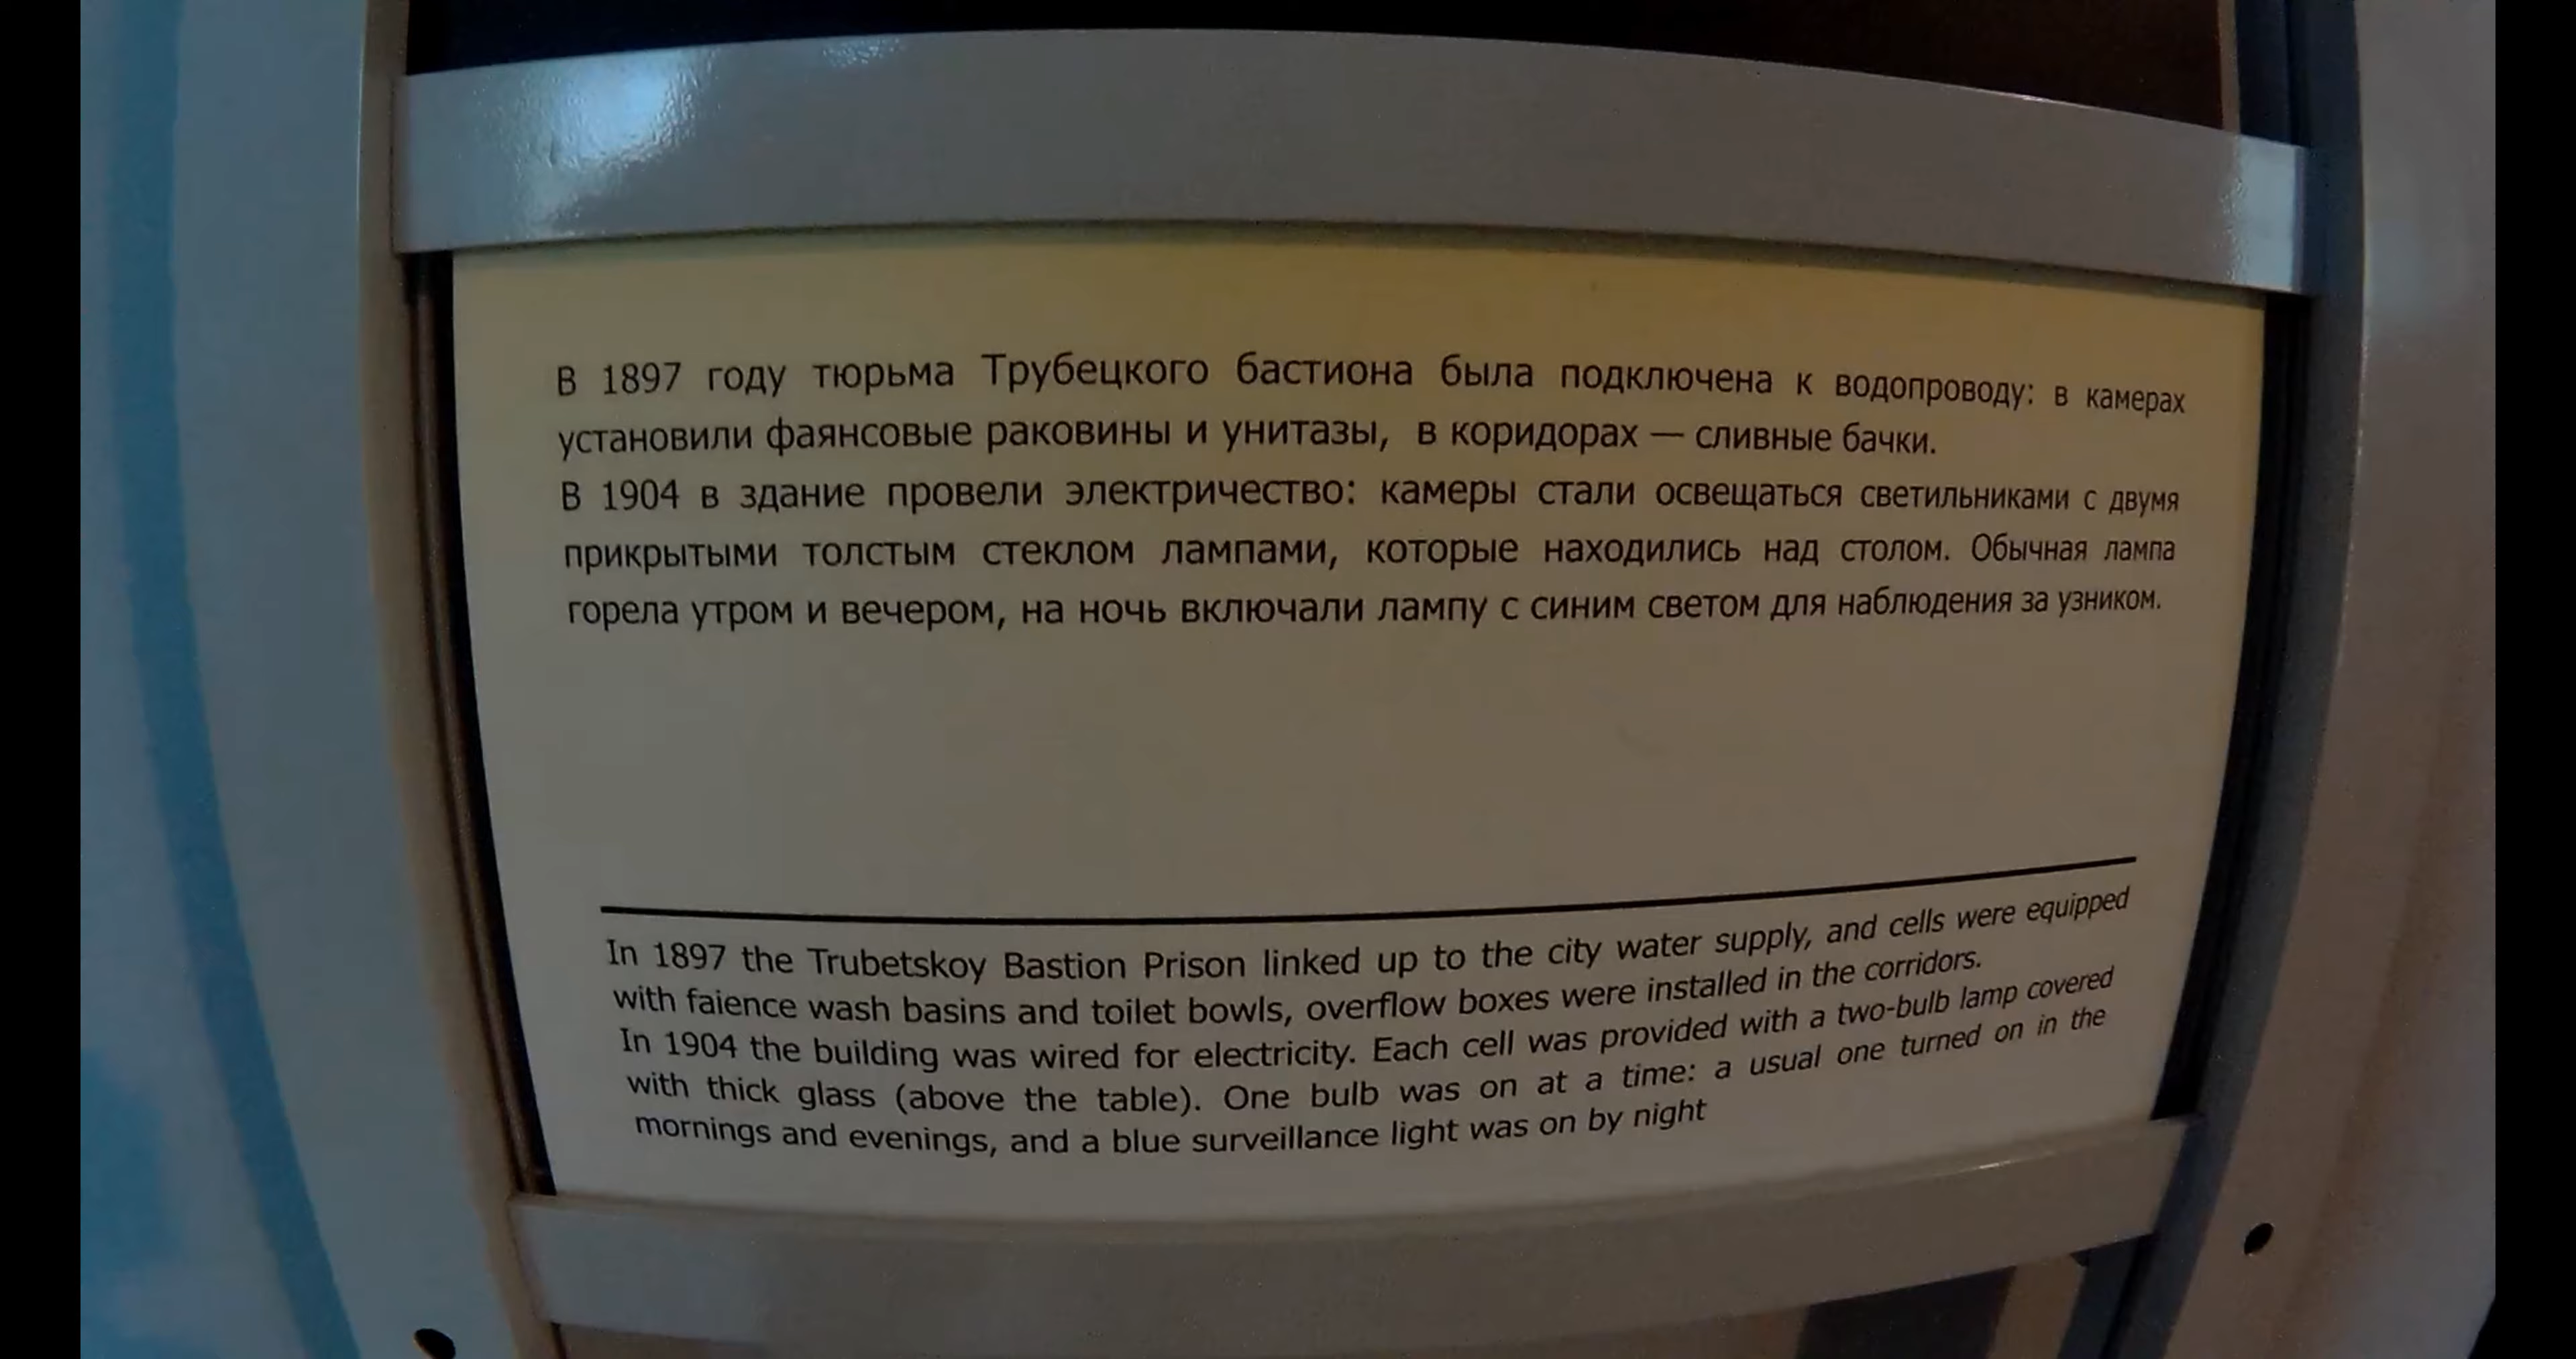 В 1897 году тюрьма Трубецкого бастиона была подключена к водопроводу: в камерах
установили фаянсовые раковины и унитазы, в коридорах — сливные бачки.
В 1904 в здание провели электричество: камеры стали освещаться светильниками с двумя
прикрытыми толстым стеклом лампами, которые находились над столом. Обычная лампа
горела утром и вечером, на ночь включали лампу с синим светом для наблюдения за узником.
In 1897 the Trubetskoy Bastion Prison linked up to the city water supply, and cells were equipped
with faience wash basins and toilet bowls, overflow boxes were installed in the corridors.
In 1904 the building was wired for electricity. Each cell was provided with a two-bulb lamp covered
with thick glass (above the table). One bulb was on at a time: a usual one turned on in the
mornings and evenings, and a blue surveillance light was on by night